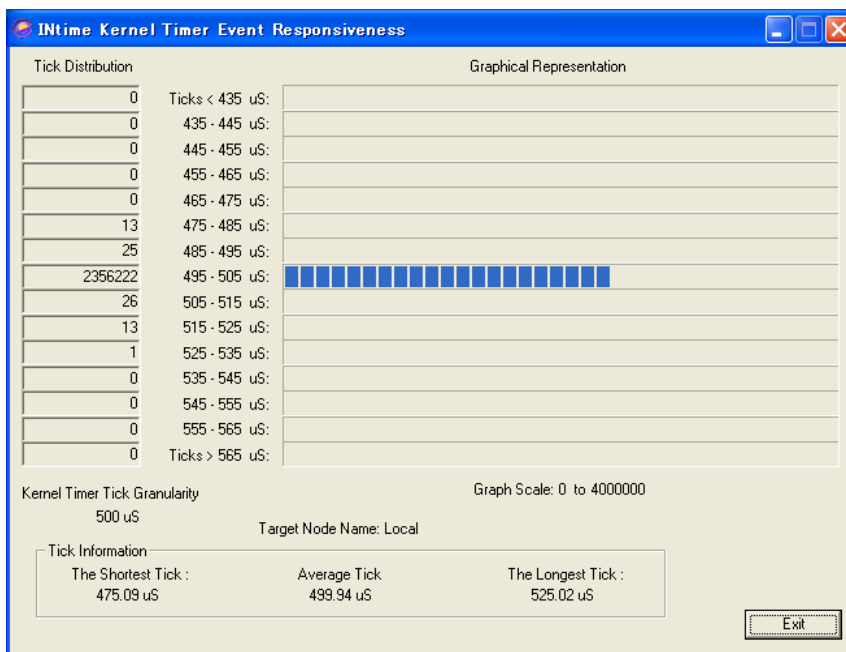 INtime Kernel Timer Event Responsiveness
Tick Distribution Graphical Representation
0 Ticks < 435 uS:
0 435 - 445 uS:
0 445 - 455 uS:
0 455 - 465 uS:
0 465 - 475 uS:
13 475 - 485 uS:
25 485 - 495 uS:
2356222 495 - 505 uS:
26 505 - 515 uS:
13 515 - 525 uS:
1 525 - 535 uS:
0 535 - 545 uS:
0 545 - 555 uS:
0 555 - 565 uS:
0 Ticks > 565 uS:
Kernel Timer Tick Granularity Graph Scale: 0 to 4000000
500 uS
Target Node Name: Local
Tick Information
The Shortest Tick : Average Tick The Longest Tick :
475.09 uS 499.94 uS 525.02 uS
Exit